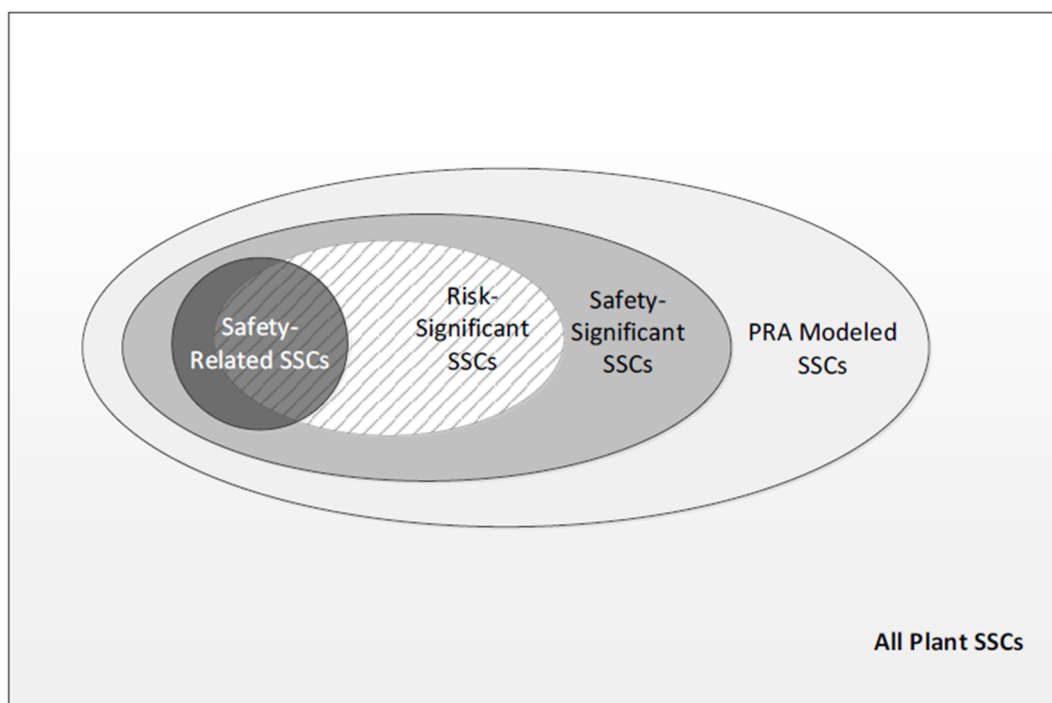 Safety-
Related SSCs
Risk-
Significant
SSCs
Safety-
Significant SSCs
PRA Modeled
SSCs
All Plant SSCs